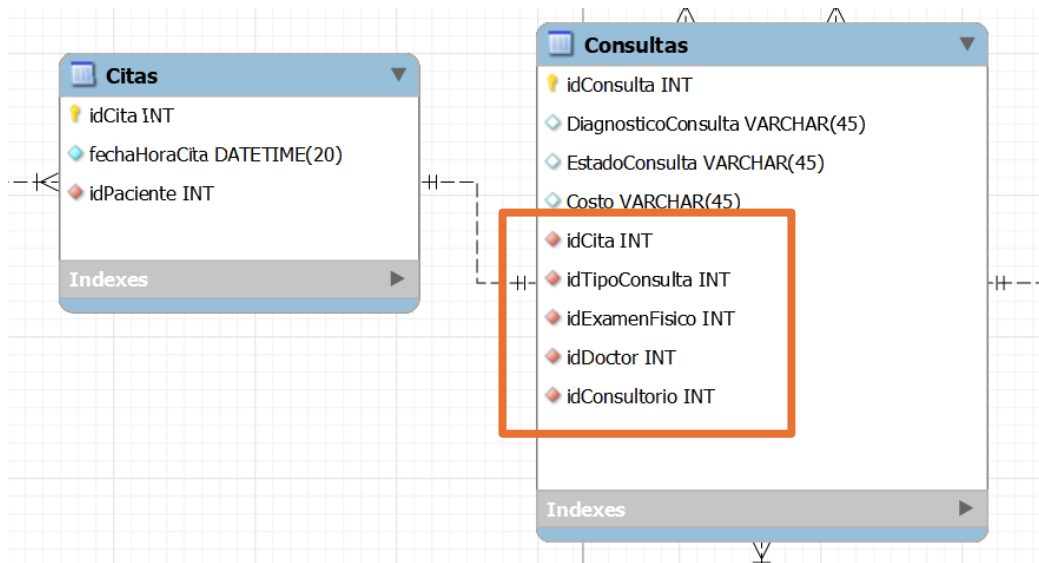 Citas
idCita INT
fechaHoraCita DATETIME(20)
idPaciente INT
Indexes
Consultas
idConsulta INT
DiagnosticoConsulta VARCHAR(45)
EstadoConsulta VARCHAR(45)
Costo VARCHAR(45)
idCita INT
idTipoConsulta INT
idExamenFisico INT
idDoctor INT
idConsultorio INT
Indexes